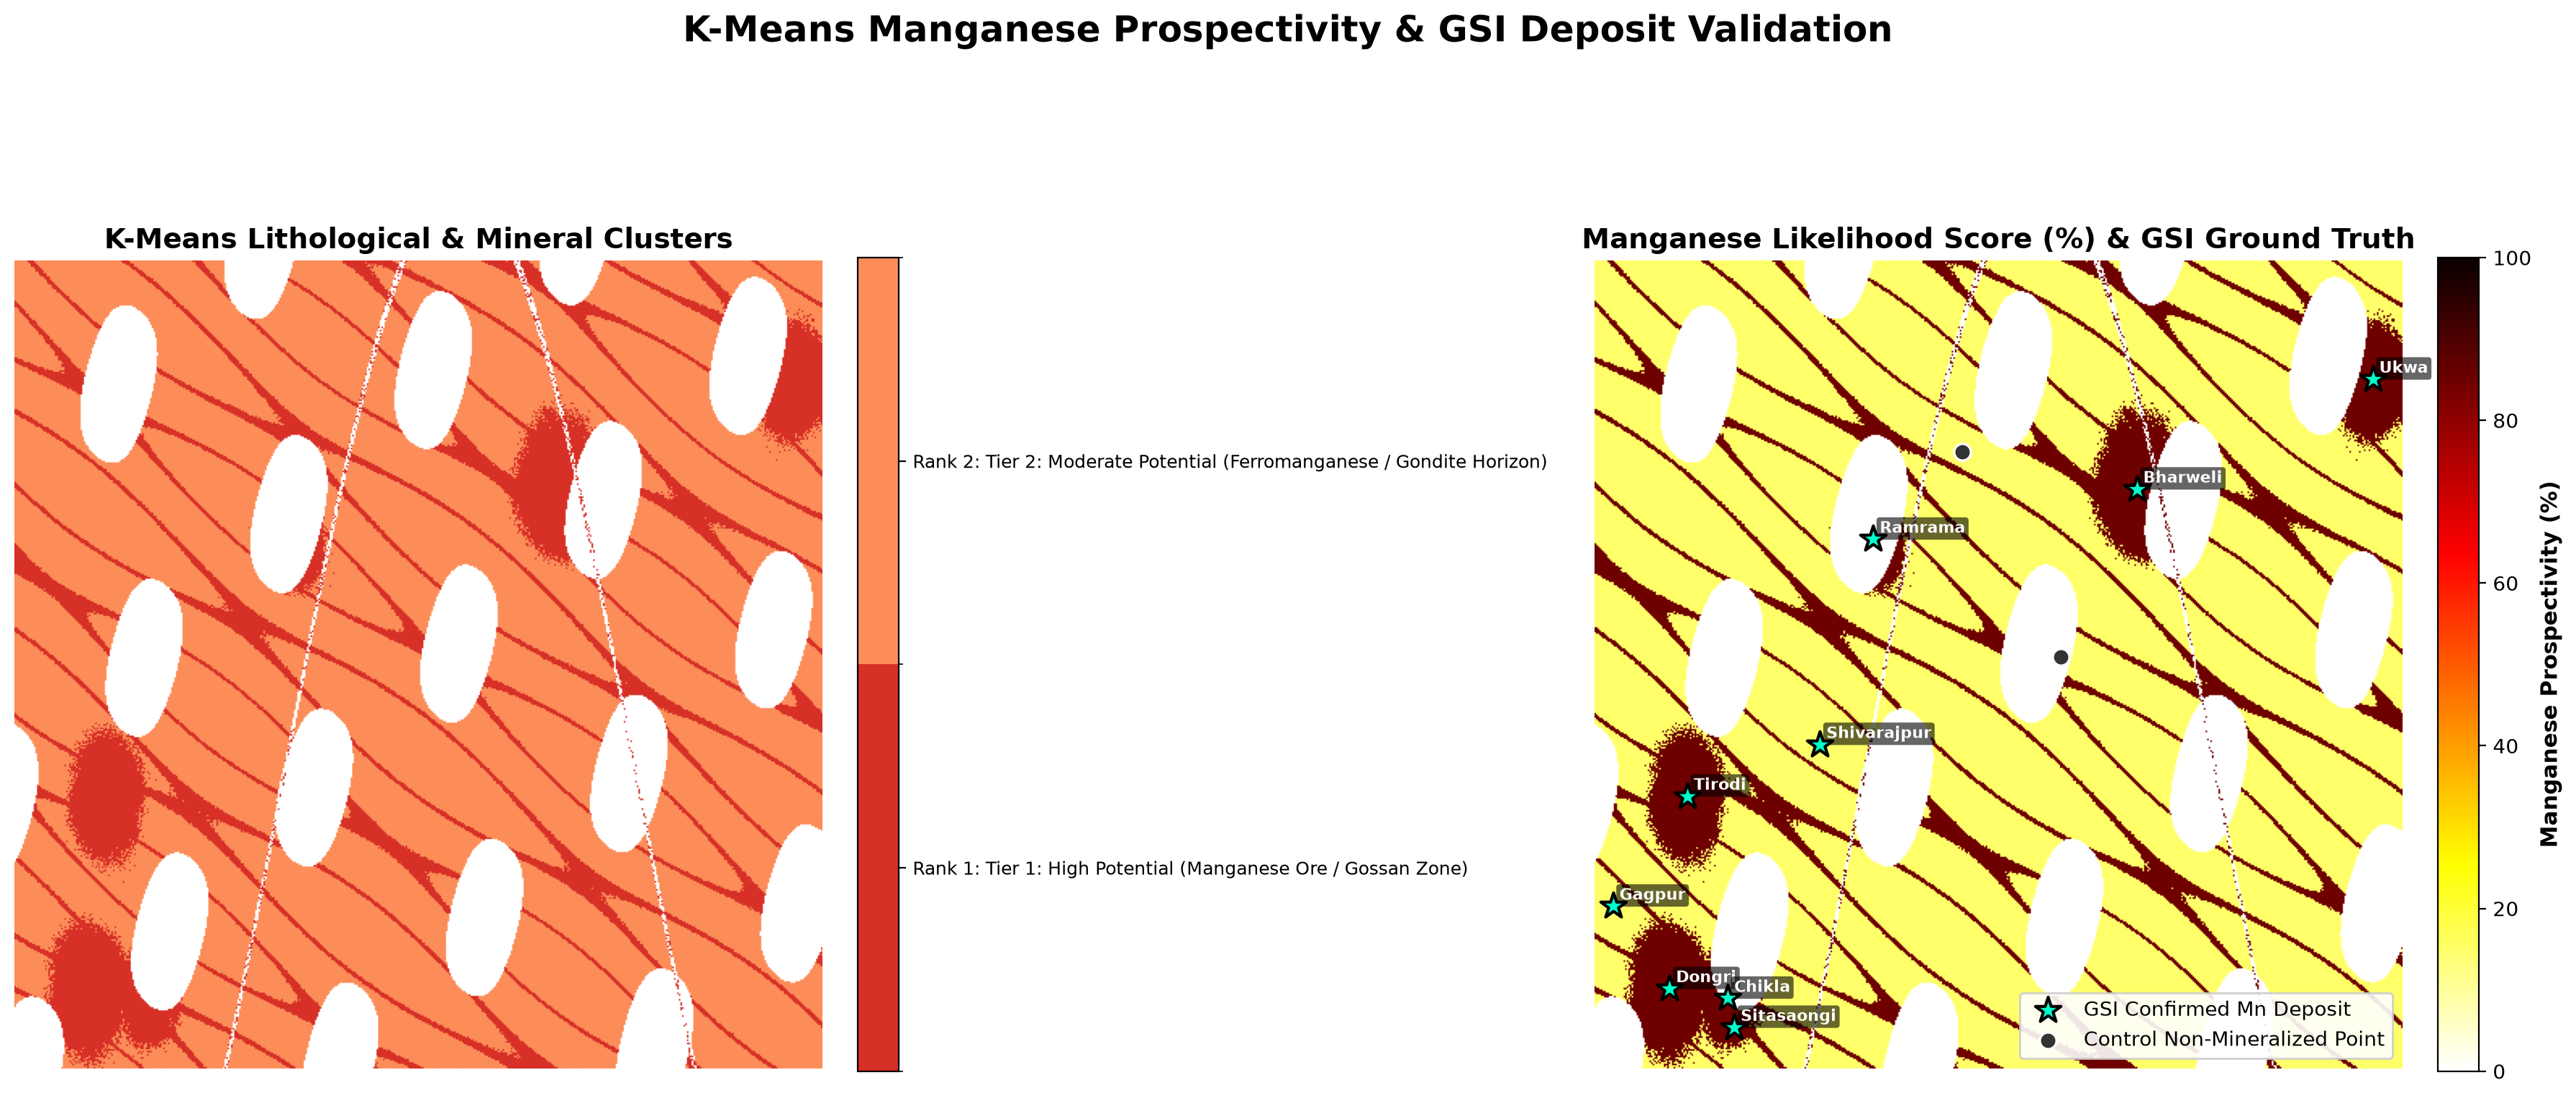 K-Means Manganese Prospectivity & GSI Deposit Validation
K-Means Lithological & Mineral Clusters
Rank 2: Tier 2: Moderate Potential (Ferromanganese / Gondite Horizon)
Rank 1: Tier 1: High Potential (Manganese Ore / Gossan Zone)
Manganese Likelihood Score (%) & GSI Ground Truth
Ukwa
Bharweli
Ramrama
Shivarajpur
Tirodi
Gagpur
Dongri
Chikla
Sitasaongi
GSI Confirmed Mn Deposit
Control Non-Mineralized Point
100
80
60
40
20
0
Manganese Prospectivity (%)